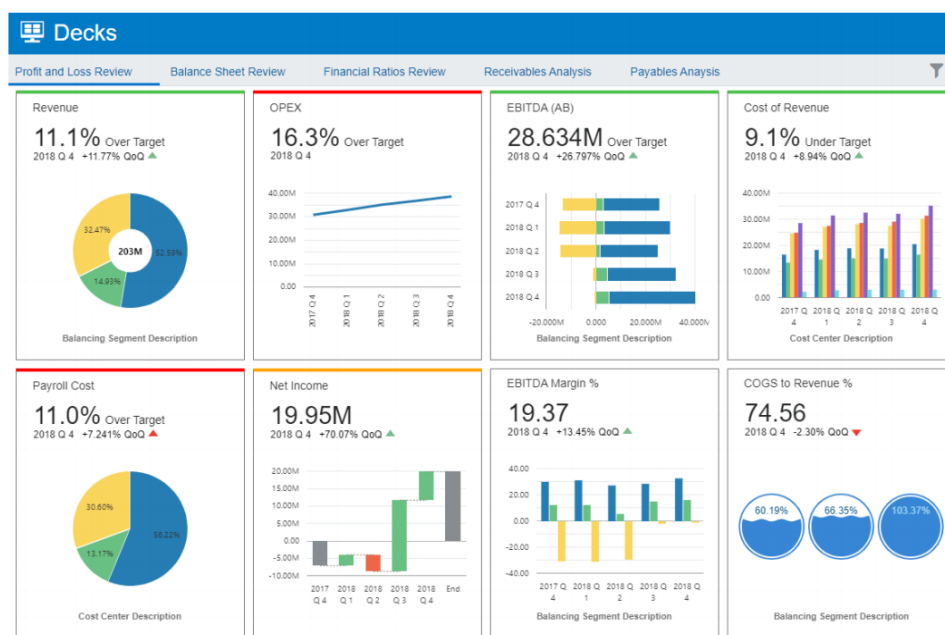 Decks
Profit and Loss Review Balance Sheet Review Financial Ratios Review Receivables Analysis Payables Anaysis
Revenue
11.1% Over Target
2018 Q 4 +11.77% QoQ
32.47%
203M
52.59%
14.93%
Balancing Segment Description
OPEX
16.3% Over Target
2018 Q 4
40.00M
30.00M
20.00M
10.00M
0.00
2017 Q 4
2018 Q 1
2018 Q 2
2018 Q 3
2018 Q 4
EBITDA (AB)
28.634M Over Target
2018 Q 4 +26.797% QoQ
2017 Q 4
2018 Q 1
2018 Q 2
2018 Q 3
2018 Q 4
-20.000M 0.000 20.000M 40.000M
Balancing Segment Description
Cost of Revenue
9.1% Under Target
2018 Q 4 +8.94% QoQ
40.00M
30.00M
20.00M
10.00M
0.00
2017 Q 2018 Q 2018 Q 2018 Q 2018 Q
4 1 2 3 4
Cost Center Description
Payroll Cost
11.0% Over Target
2018 Q 4 +7.241% QoQ
30.60%
56.22%
13.17%
Cost Center Description
Net Income
19.95M
2018 Q 4 +70.07% QoQ
20.00M
15.00M
10.00M
5.00M
0.00
-5.00M
-10.00M
2017 2018 2018 2018 2018 End
Q 4 Q 1 Q 2 Q 3 Q 4
EBITDA Margin %
19.37
2018 Q 4 +13.45% QoQ
40.00
20.00
0.00
-20.00
-40.00
2017 Q 2018 Q 2018 Q 2018 Q 2018 Q
4 1 2 3 4
Balancing Segment Description
COGS to Revenue %
74.56
2018 Q 4 -2.30% QoQ
60.19% 66.35% 103.37%
Balancing Segment Description